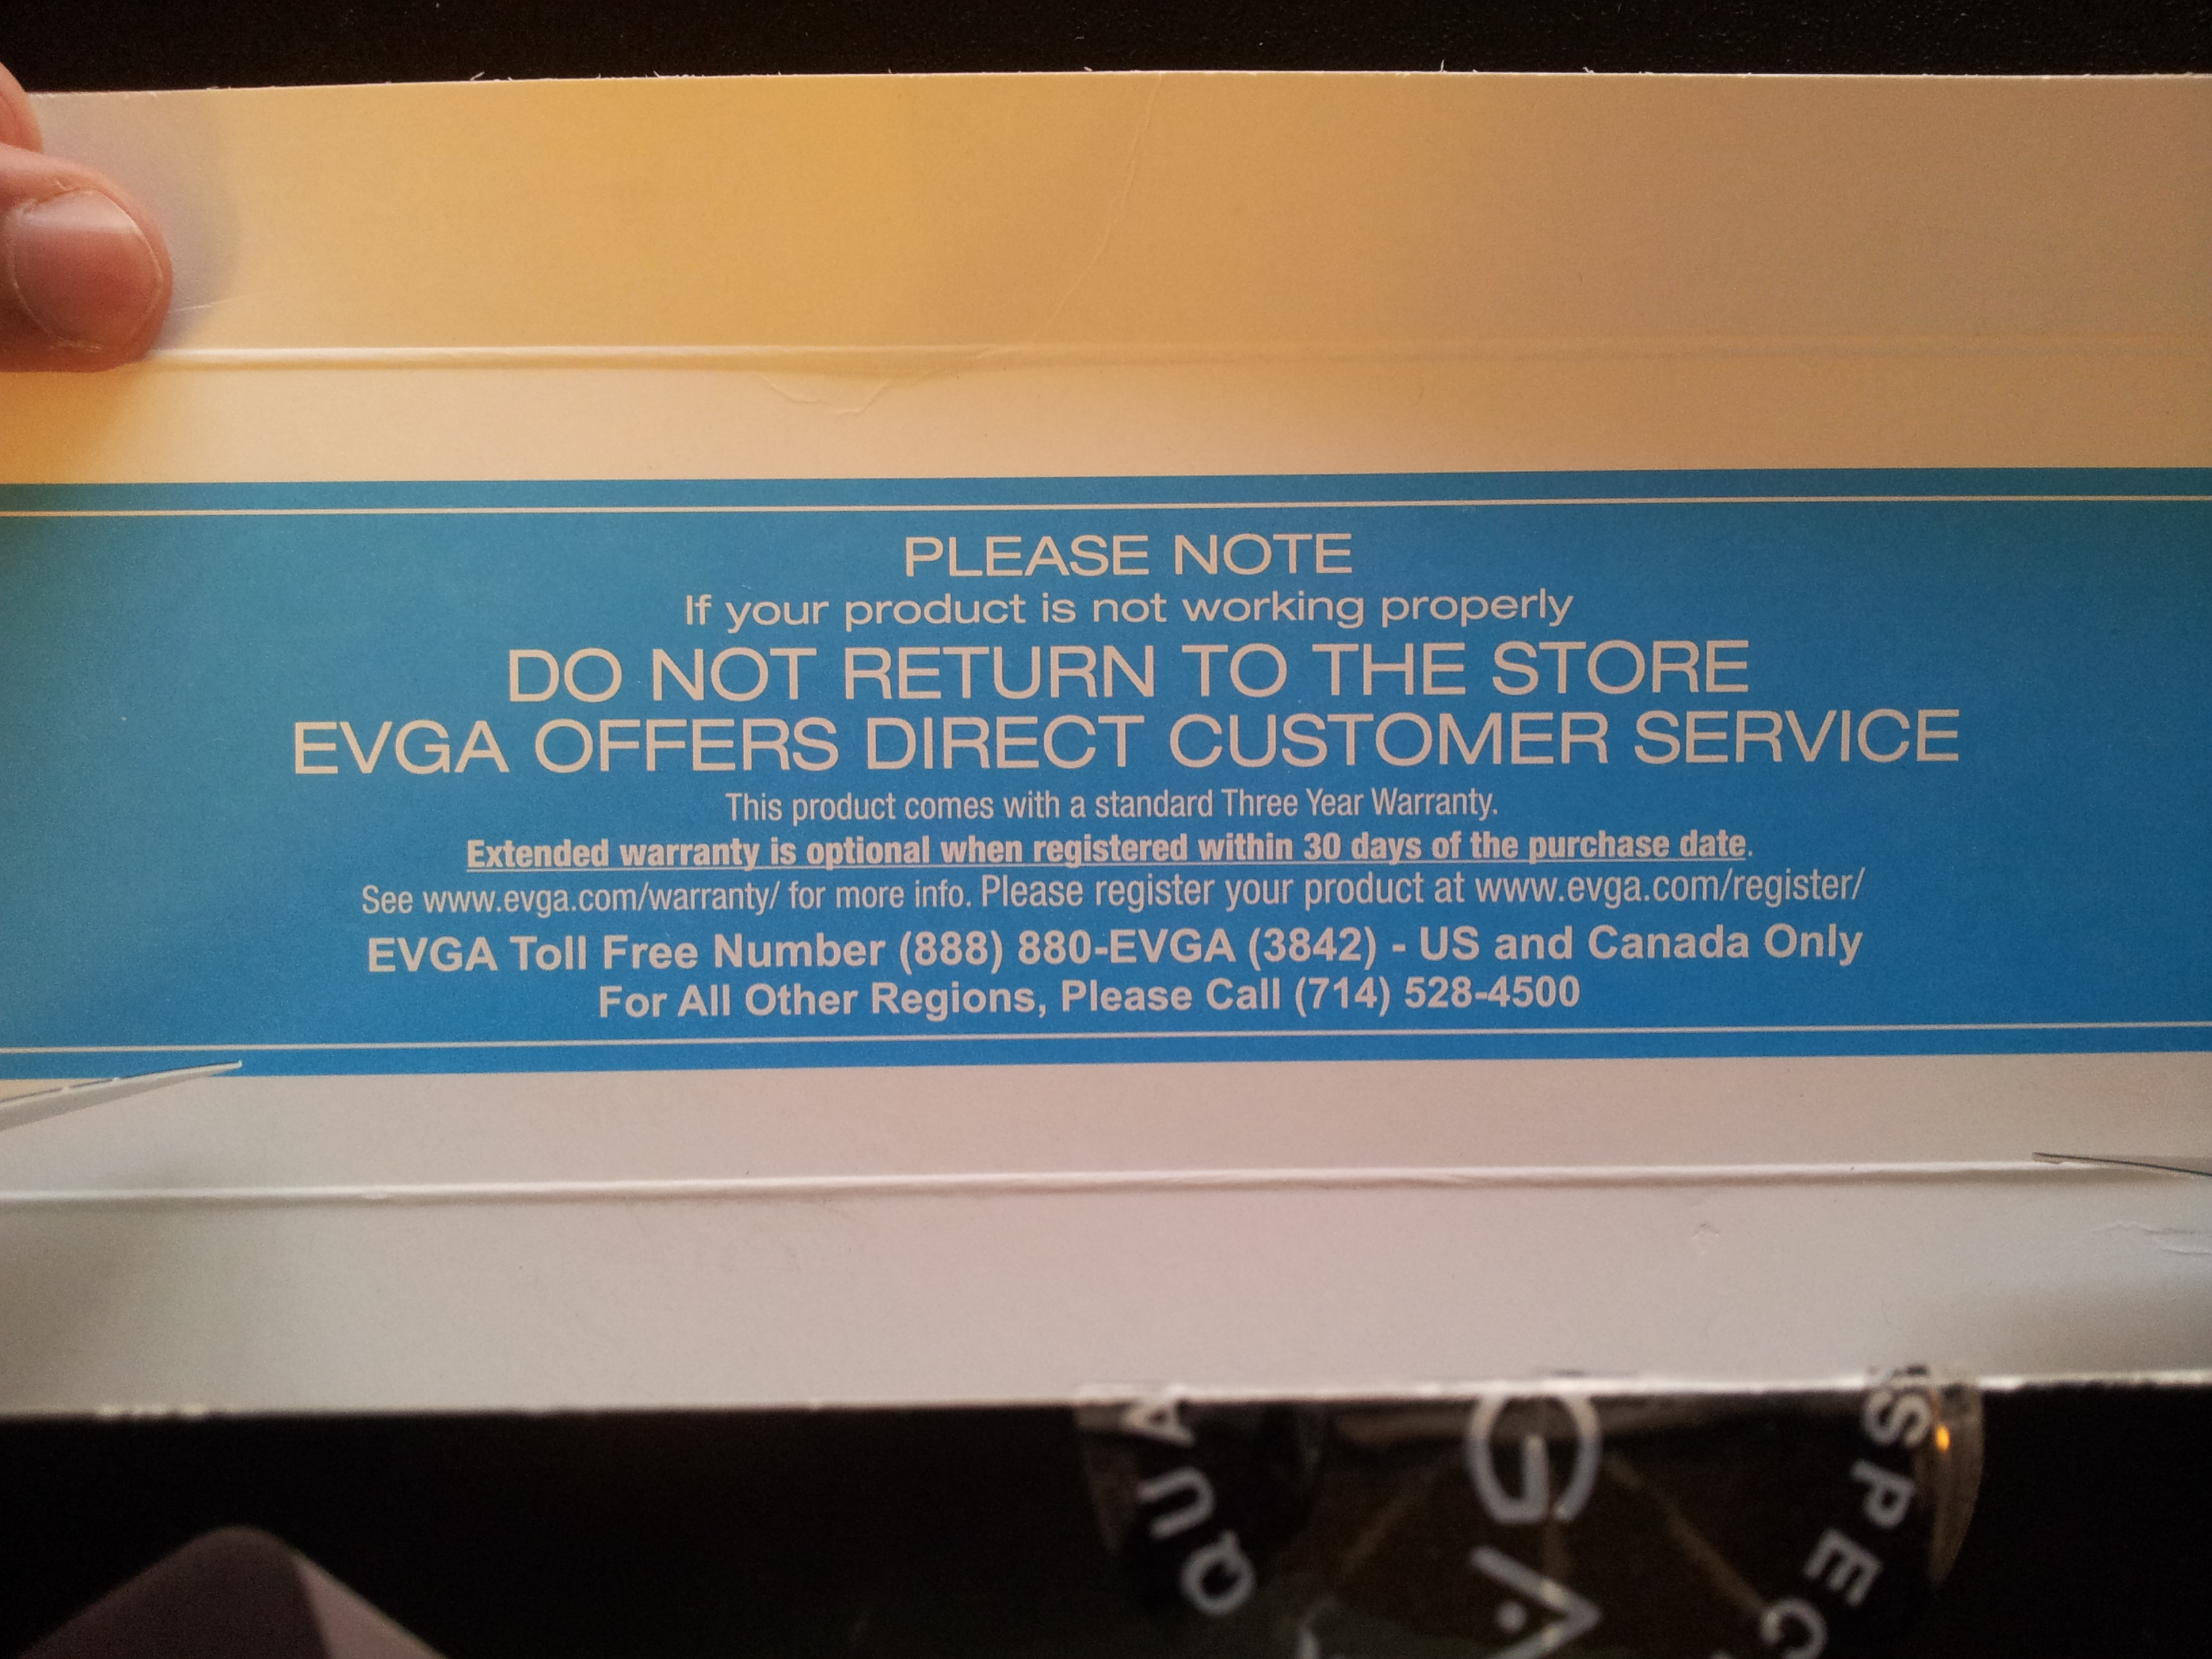 PLEASE NOTE
If your product is not working properly
DO NOT RETURN TO THE STORE
EVGA OFFERS DIRECT CUSTOMER SERVICE
This product comes with a standard Three Year Warranty.
Extended warranty is optional when registered within 30 days of the purchase date.
See www.evga.com/warranty/ for more info. Please register your product at www.evga.com/register/
EVGA Toll Free Number (888) 880-EVGA (3842) - US and Canada Only
For All Other Regions, Please Call (714) 528-4500